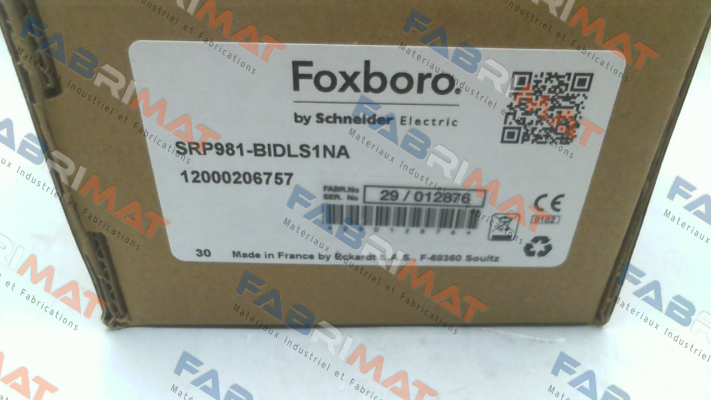 Foxboro.
by Schneider Electric
SRP981-BIDLS1NA
12000206757
FABR.No
SER. No
29 / 012876
0102
30 Made in France by Eckardt S.A.S. F-68360 Soultz
FABRIMAT
Matériaux Industriel et Fabrications